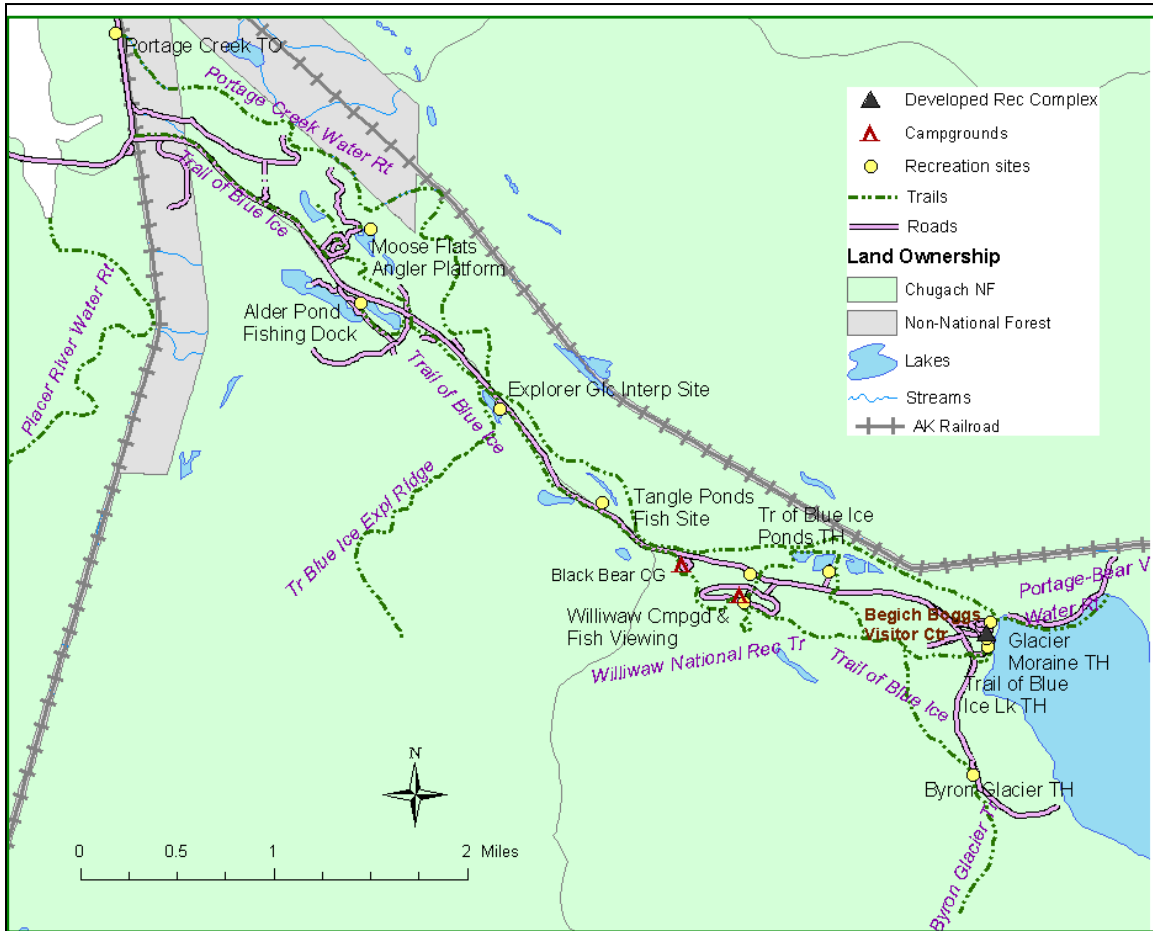 Portage Creek TO
Portage Creek Water Rt
Trail of Blue Ice
Moose Flats
Angler Platform
Alder Pond
Fishing Dock
Placer River Water Rt
Trail of Blue Ice
Explorer Glc Interp Site
Tr Blue Ice Expl RIdge
Tangle Ponds
Fish Site
Tr of Blue Ice
Ponds TH
Black Bear CG
Williwaw Cmpgd &
Fish Viewing
Williwaw National Rec Tr
Trail of Blue Ice
Begich Boggs
Visitor Ctr
Portage-Bear V
Water Rt
Glacier
Moraine TH
Trail of Blue
Ice Lk TH
Byron Glacier TH
Byron Glacier Tr
Developed Rec Complex
Campgrounds
Recreation sites
Trails
Roads
Land Ownership
Chugach NF
Non-National Forest
Lakes
Streams
AK Railroad
N
0 0.5 1 2 Miles